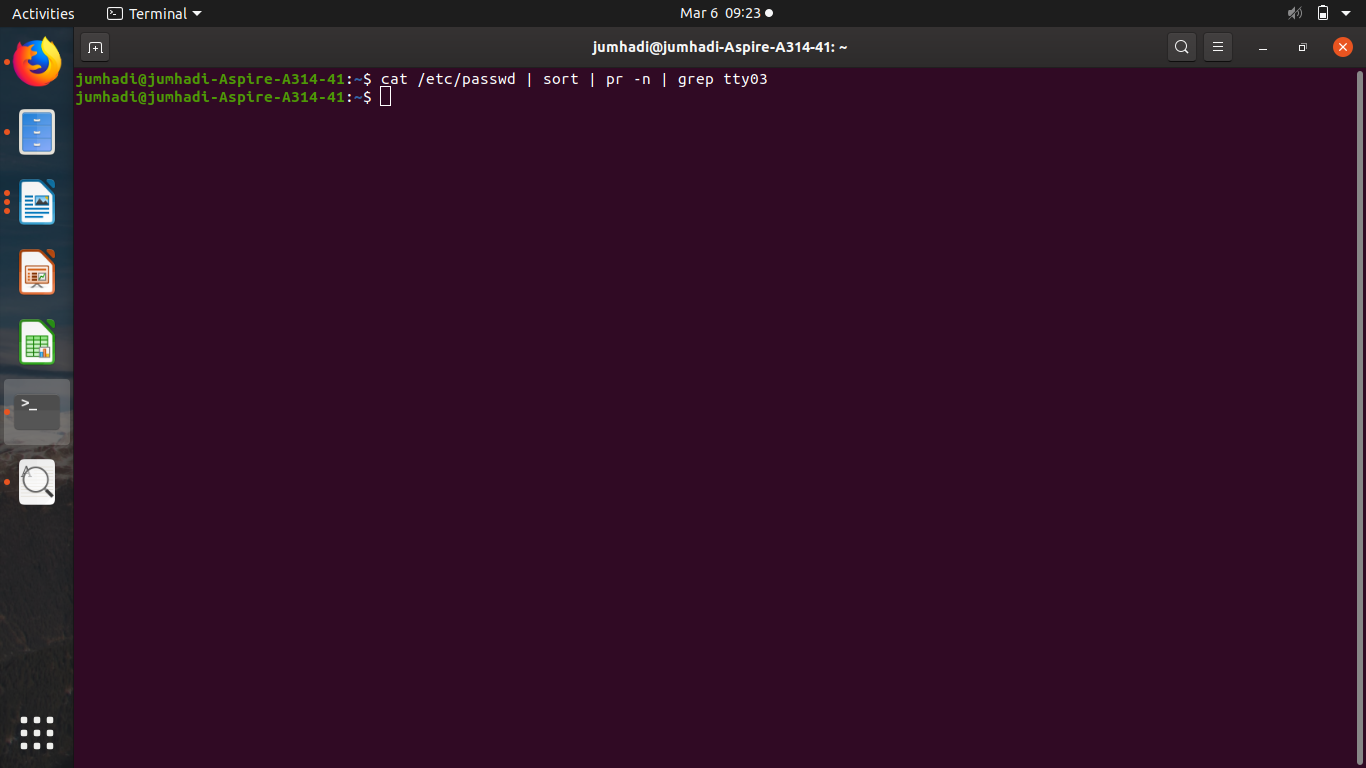 Activities Terminal Mar 6 09:23
jumhadi@jumhadi-Aspire-A314-41: ~
jumhadi@jumhadi-Aspire-A314-41:~$ cat /etc/passwd | sort | pr -n | grep tty03
jumhadi@jumhadi-Aspire-A314-41:~$
>_
A